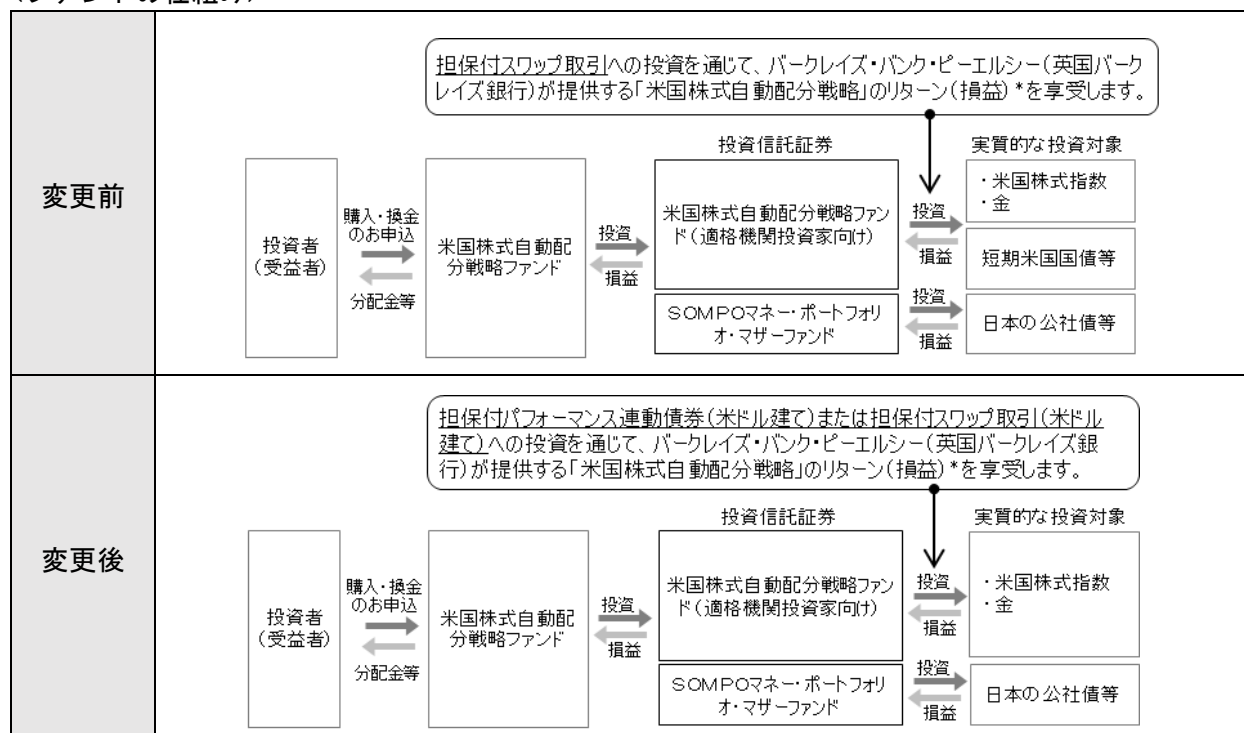 変更前
担保付スワップ取引への投資を通じて、バークレイズ・バンク・ピーエルシー(英国バーク
レイズ銀行)が提供する「米国株式自動配分戦略」のリターン(損益)*を享受します。
投資信託証券
実質的な投資対象
投資者
(受益者)
購入・換金
のお申込
分配金等
米国株式自動配
分戦略ファンド
投資
損益
米国株式自動配分戦略ファン
ド(適格機関投資家向け)
投資
損益
・米国株式指数
・金
短期米国国債等
SOMPOマネー・ポートフォリ
オ・マザーファンド
投資
損益
日本の公社債等
変更後
担保付パフォーマンス連動債券(米ドル建て)または担保付スワップ取引(米ドル
建て)への投資を通じて、バークレイズ・バンク・ピーエルシー(英国バークレイズ銀
行)が提供する「米国株式自動配分戦略」のリターン(損益)*を享受します。
投資信託証券
実質的な投資対象
投資者
(受益者)
購入・換金
のお申込
分配金等
米国株式自動配
分戦略ファンド
投資
損益
米国株式自動配分戦略ファン
ド(適格機関投資家向け)
投資
損益
・米国株式指数
・金
SOMPOマネー・ポートフォリ
オ・マザーファンド
投資
損益
日本の公社債等